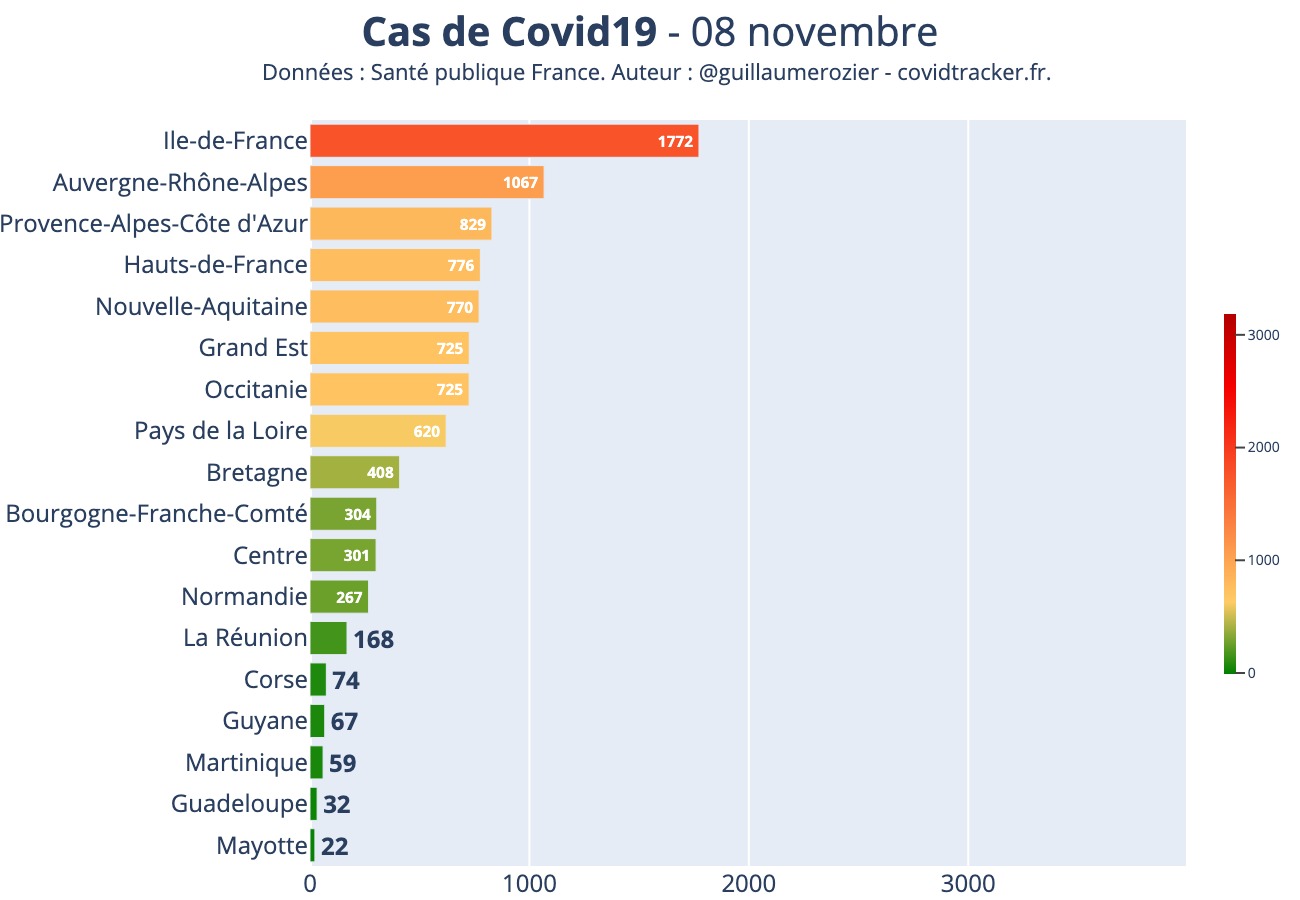 Cas de Covid19 - 08 novembre
Données : Santé publique France. Auteur : @guillaumerozier - covidtracker.fr.
Ile-de-France 1772
Auvergne-Rhône-Alpes 1067
Provence-Alpes-Côte d'Azur 829
Hauts-de-France 776
Nouvelle-Aquitaine 770
Grand Est 725
Occitanie 725
Pays de la Loire 620
Bretagne 408
Bourgogne-Franche-Comté 304
Centre 301
Normandie 267
La Réunion 168
Corse 74
Guyane 67
Martinique 59
Guadeloupe 32
Mayotte 22
0 1000 2000 3000
3000
2000
1000
0